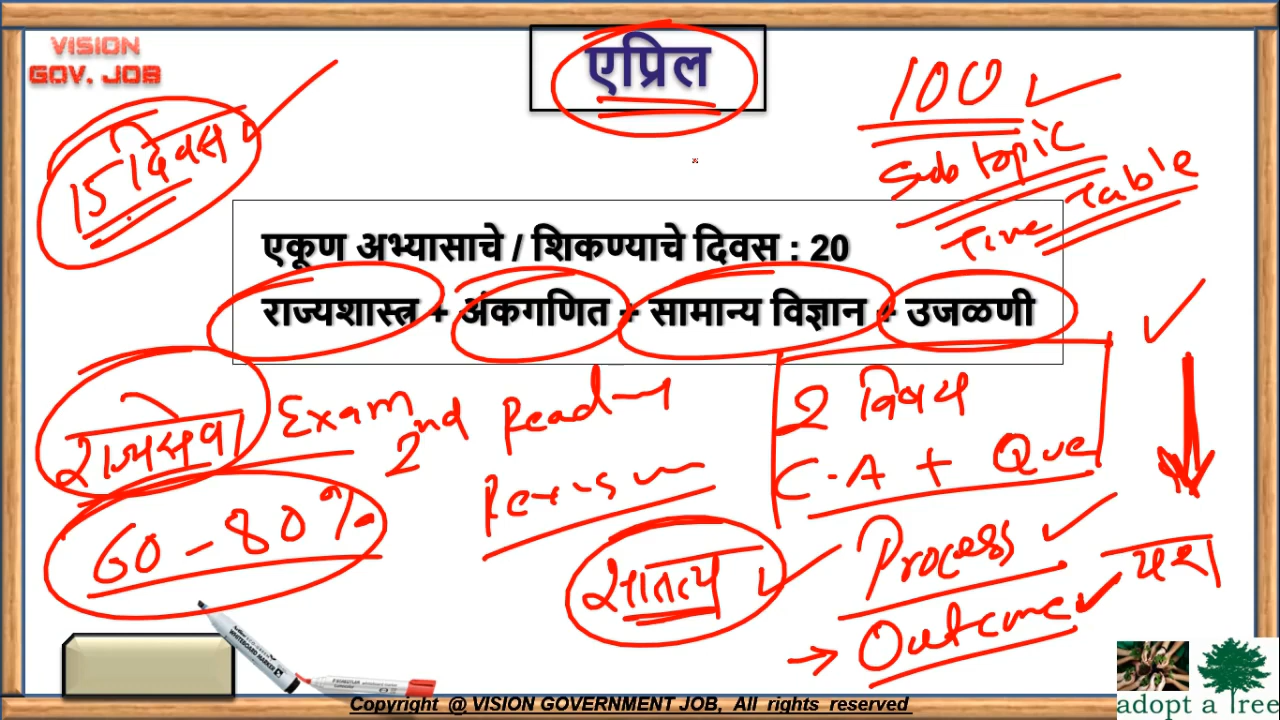 VISION
GOV. JOB
एप्रिल
100
Sub topic
Time Table
15 दिवस
एकूण अभ्यासाचे / शिकण्याचे दिवस : 20
राज्यशास्त्र + अंकगणित + सामान्य विज्ञान + उजळणी
राज्यसेवा Exam 2nd Read
Revision
2 विषय
C.A + Que
60 - 80%
सातत्य
Process
Outcome
यश
Copyright @ VISION GOVERNMENT JOB, All rights reserved
adopt a Tree